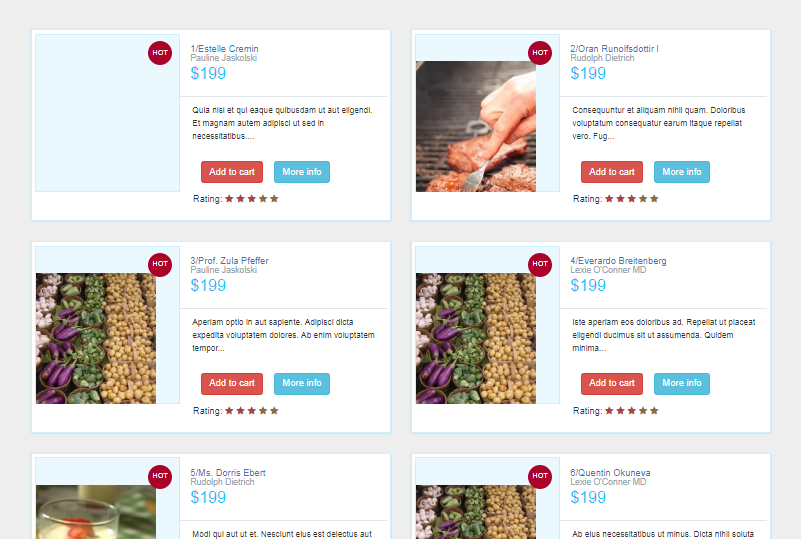 HOT
1/Estelle Cremin
Pauline Jaskolski
$199
Quia nisi et qui eaque quibusdam ut aut eligendi.
Et magnam autem adipisci ut sed in
necessitatibus....
Add to cart
More info
Rating:
HOT
2/Oran Runolfsdottir I
Rudolph Dietrich
$199
Consequuntur et aliquam nihil quam. Doloribus
voluptatum consequatur earum itaque repellat
vero. Fug...
Add to cart
More info
Rating:
HOT
3/Prof. Zula Pfeffer
Pauline Jaskolski
$199
Aperiam optio in aut sapiente. Adipisci dicta
expedita voluptatem dolores. Ab enim voluptatem
tempor...
Add to cart
More info
Rating:
HOT
4/Everardo Breitenberg
Lexie O'Conner MD
$199
Iste aperiam eos doloribus ad. Repellat ut placeat
eligendi ducimus sit ut assumenda. Quidem
minima...
Add to cart
More info
Rating:
HOT
5/Ms. Dorris Ebert
Rudolph Dietrich
$199
Modi qui aut ut et. Nesciunt eius est delectus aut
HOT
6/Quentin Okuneva
Lexie O'Conner MD
$199
Ab eius necessitatibus ut minus. Dicta nihil soluta